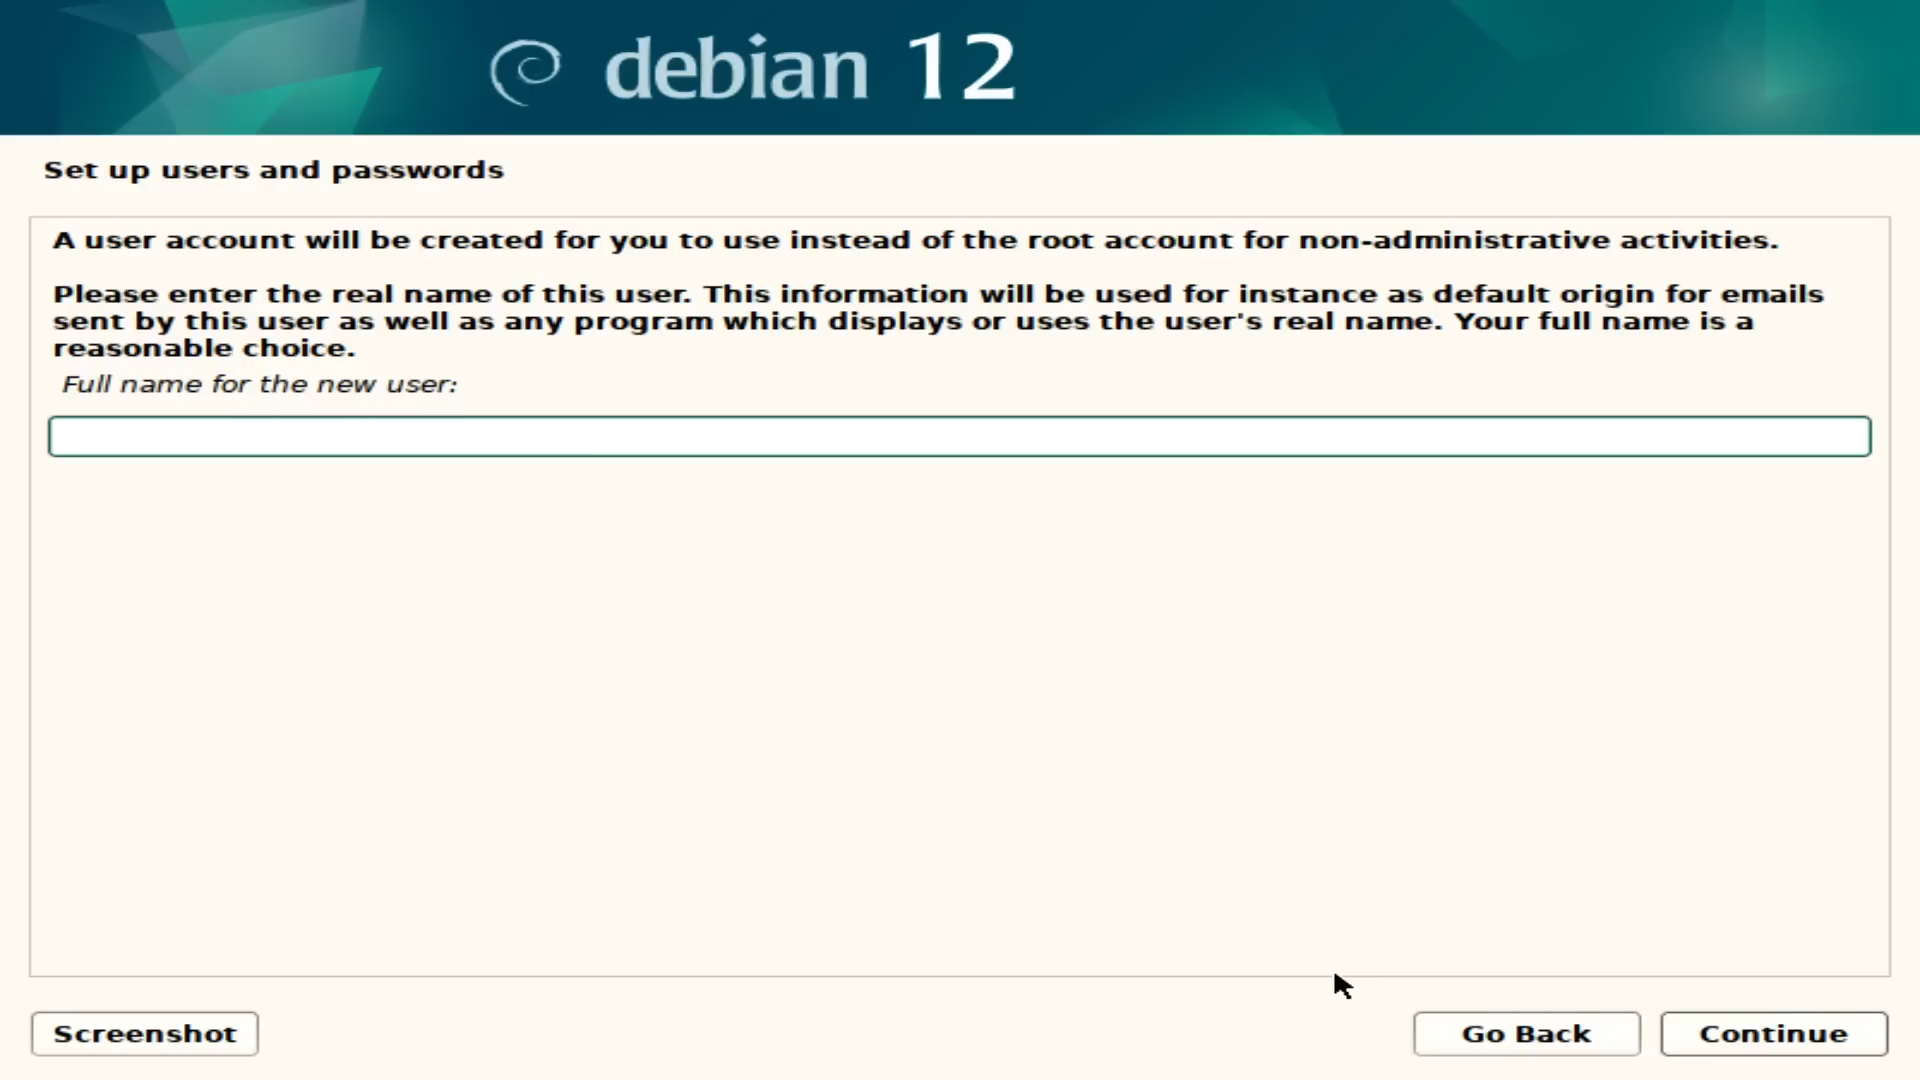 debian 12
Set up users and passwords
A user account will be created for you to use instead of the root account for non-administrative activities.
Please enter the real name of this user. This information will be used for instance as default origin for emails
sent by this user as well as any program which displays or uses the user's real name. Your full name is a
reasonable choice.
Full name for the new user:
Screenshot
Go Back
Continue